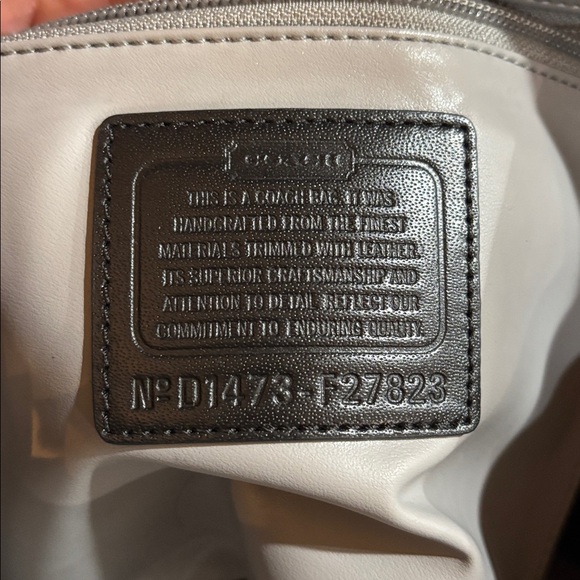 COACH
THIS IS A COACH BAG. IT WAS
HANDCRAFTED FROM THE FINEST
MATERIALS TRIMMED WITH LEATHER.
ITS SUPERIOR CRAFTSMANSHIP AND
ATTENTION TO DETAIL REFLECT OUR
COMMITMENT TO ENDURING QUALITY.
Nº D1473-F27823